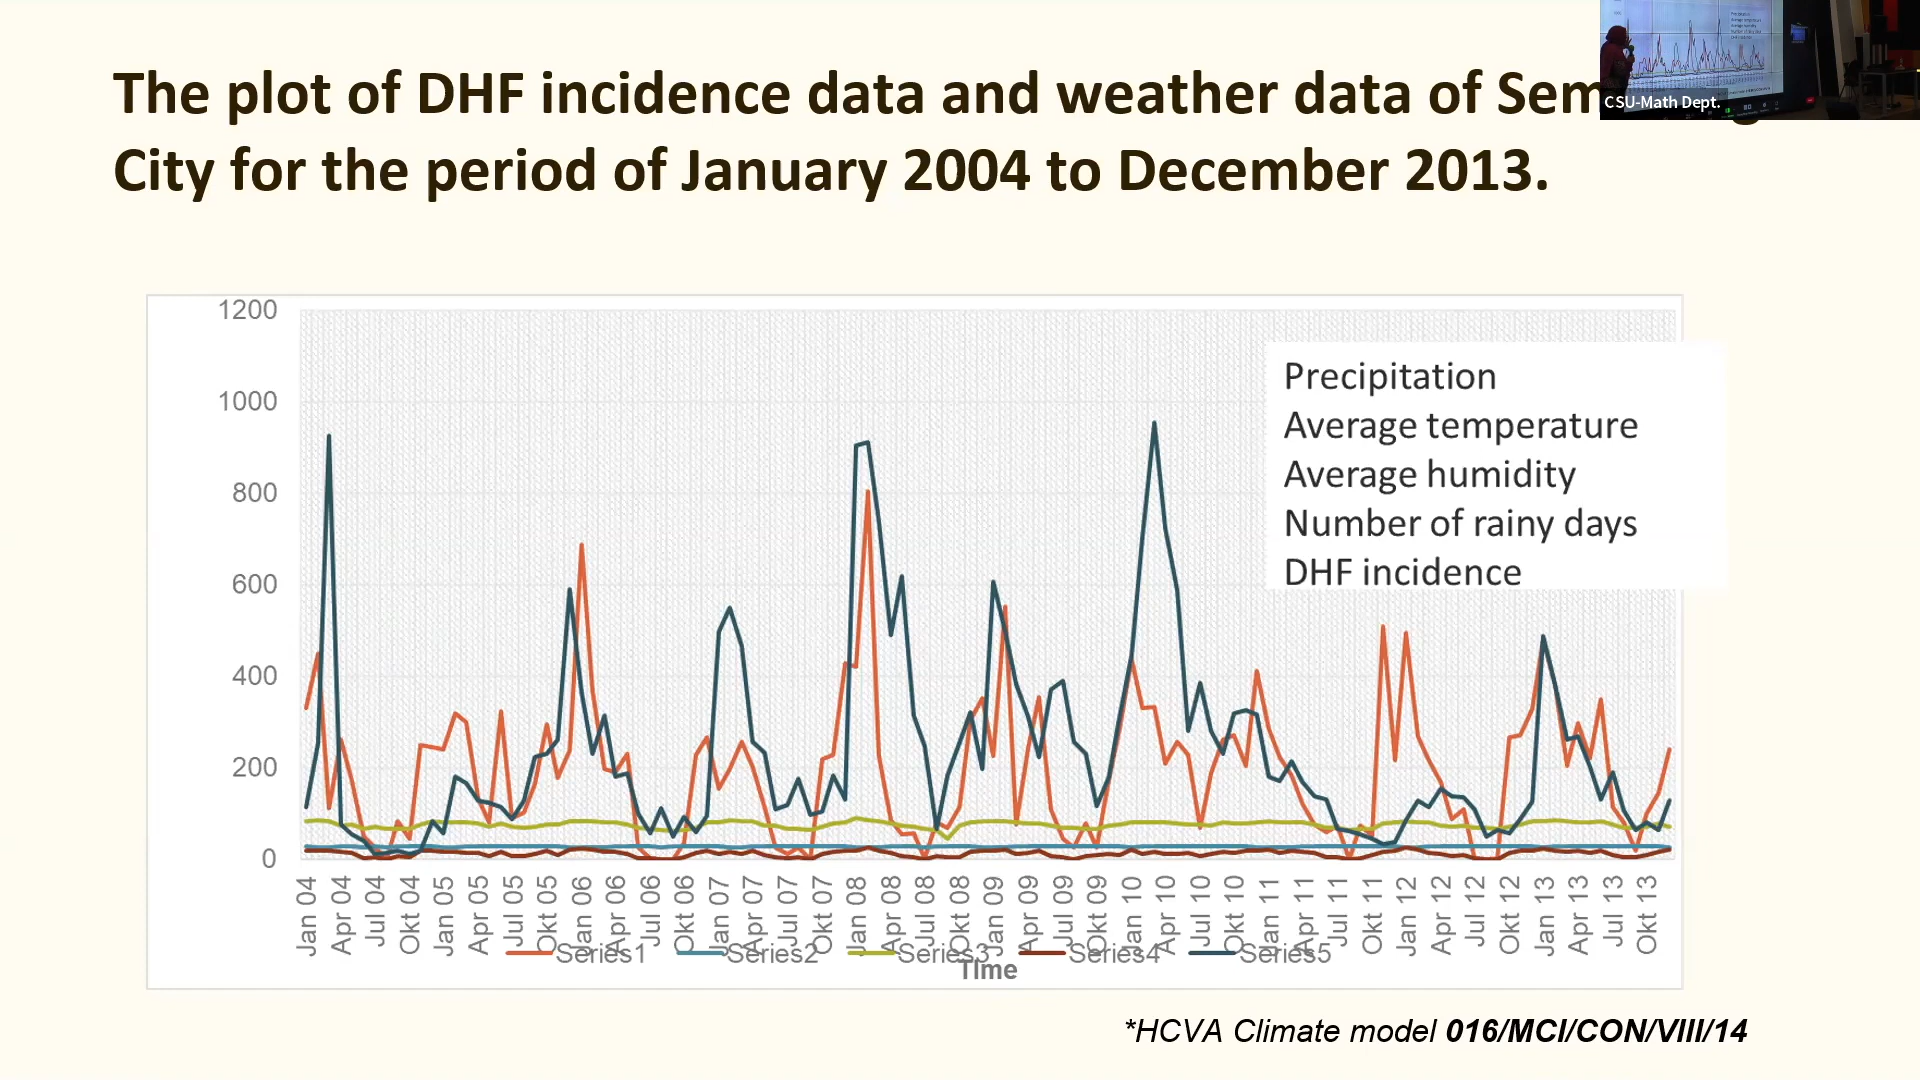 The plot of DHF incidence data and weather data of Sem
CSU-Math Dept.
City for the period of January 2004 to December 2013.
1200
1000
800
600
400
200
0
Precipitation
Average temperature
Average humidity
Number of rainy days
DHF incidence
Jan 04 Apr 04 Jul 04 Okt 04 Jan 05 Apr 05 Jul 05 Okt 05 Jan 06 Apr 06 Jul 06 Okt 06 Jan 07 Apr 07 Jul 07 Okt 07 Jan 08 Apr 08 Jul 08 Okt 08 Jan 09 Apr 09 Jul 09 Okt 09 Jan 10 Apr 10 Jul 10 Okt 10 Jan 11 Apr 11 Jul 11 Okt 11 Jan 12 Apr 12 Jul 12 Okt 12 Jan 13 Apr 13 Jul 13 Okt 13
Series1 Series2 Series3 Series4 Series5
Time
*HCVA Climate model 016/MCI/CON/VIII/14